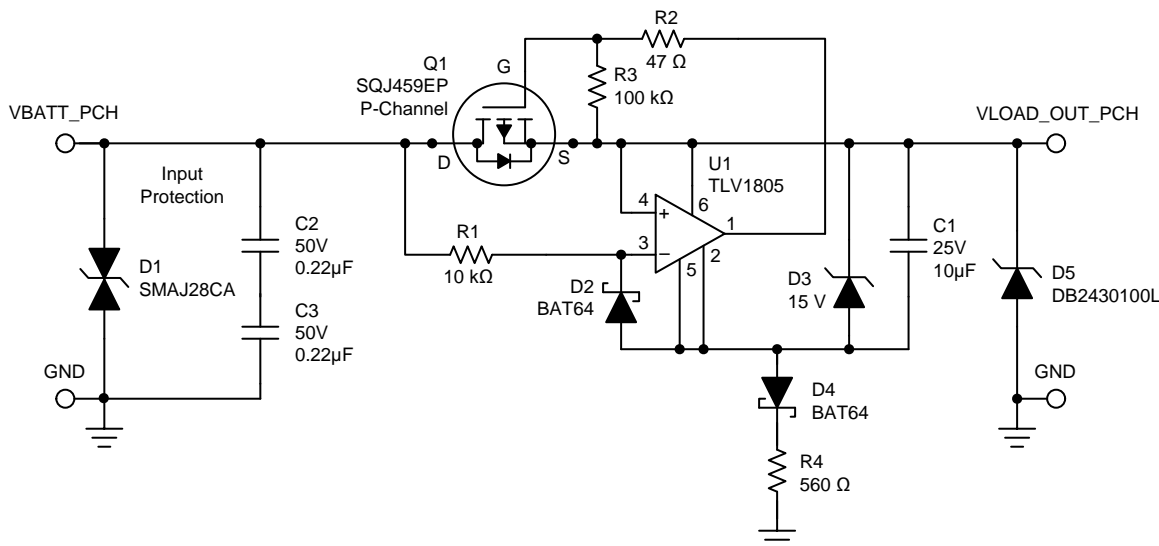 R2
47 Ω
Q1
SQJ459EP
P-Channel
G
R3
100 kΩ
VBATT_PCH
VLOAD_OUT_PCH
D
S
U1
TLV1805
Input
Protection
4
6
+
1
3
−
2
5
R1
10 kΩ
C2
50V
0.22µF
C1
25V
10µF
D1
SMAJ28CA
D2
BAT64
D3
15 V
D5
DB2430100L
C3
50V
0.22µF
GND
GND
D4
BAT64
R4
560 Ω